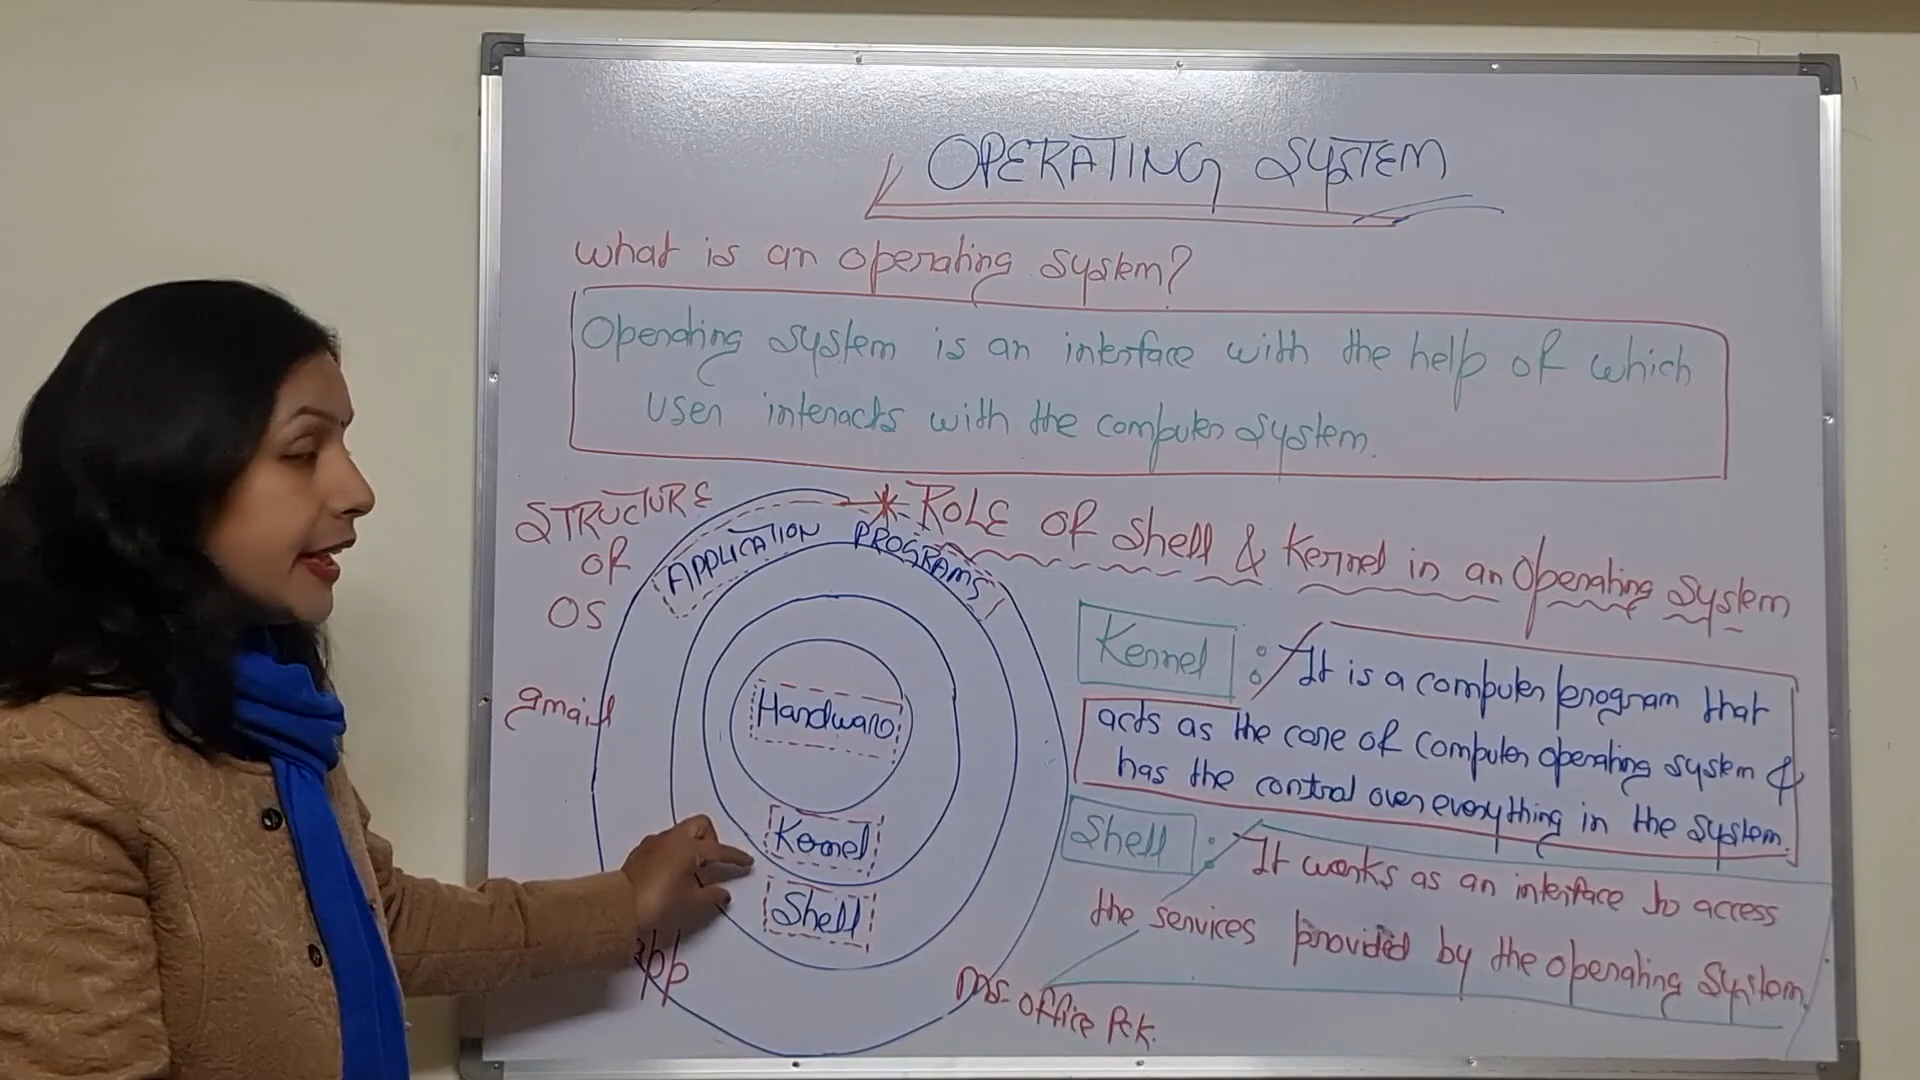 OPERATING SYSTEM
What is an operating system?
Operating system is an interface with the help of which
user interacts with the computer system.
STRUCTURE
OF
OS
APPLICATION PROGRAMS
Hardware
Kernel
Shell
gmail
MS-Office Pck.
* ROLE OF Shell & Kernel in an Operating System
Kernel : It is a computer program that
acts as the core of computer operating system &
has the control over everything in the system.
Shell : It works as an interface to access
the services provided by the operating system.